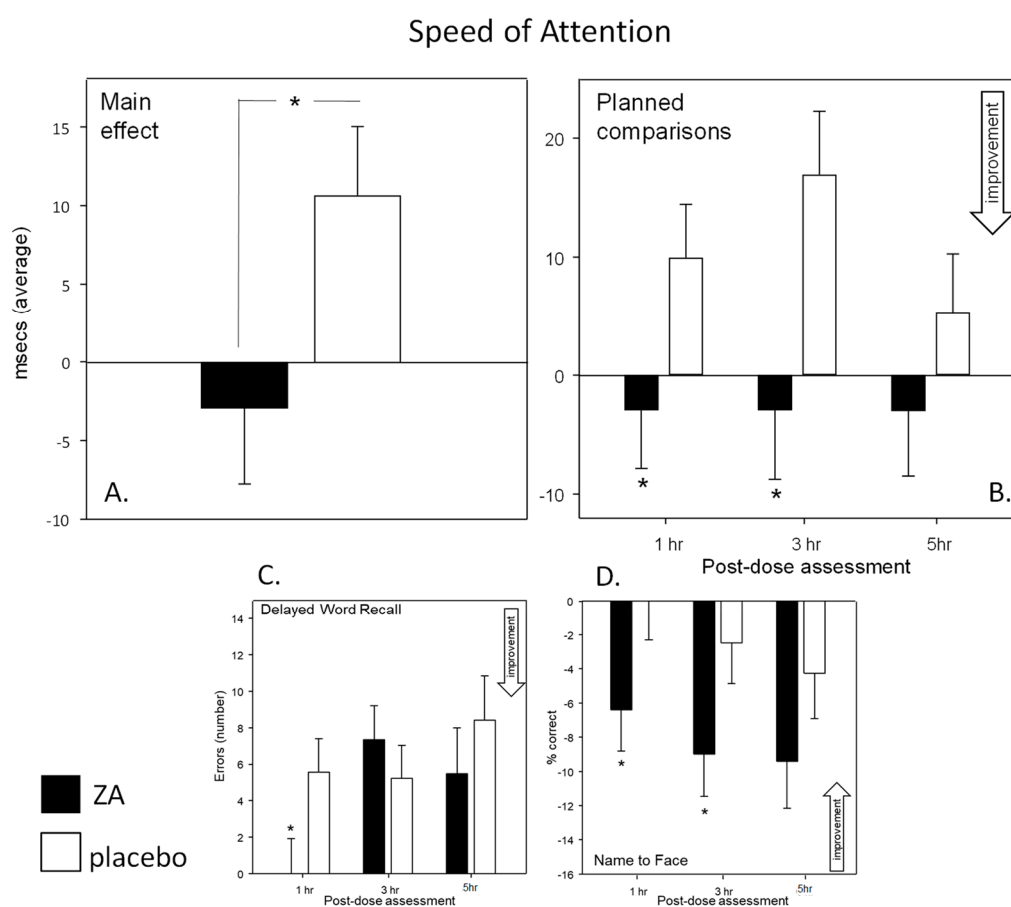 Speed of Attention
Main
effect
*
msecs (average)
15
10
5
0
-5
-10
A.
Planned
comparisons
improvement
20
10
0
-10
*
*
B.
1 hr
3 hr
5hr
Post-dose assessment
C.
Delayed Word Recall
improvement
Errors (number)
14
12
10
8
6
4
2
0
*
1 hr
3 hr
5hr
Post-dose assessment
D.
% correct
0
-2
-4
-6
-8
-10
-12
-14
-16
*
*
improvement
Name to Face
1 hr
3 hr
5hr
Post-dose assessment
ZA
placebo